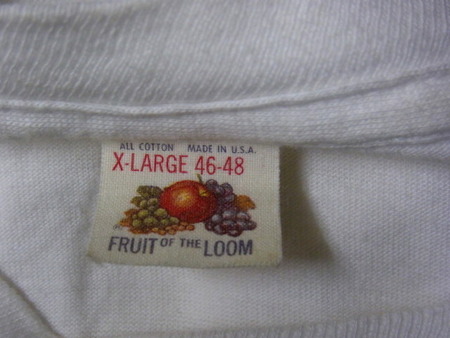 ALL COTTON MADE IN U.S.A.
X-LARGE 46-48
FRUIT OF THE LOOM